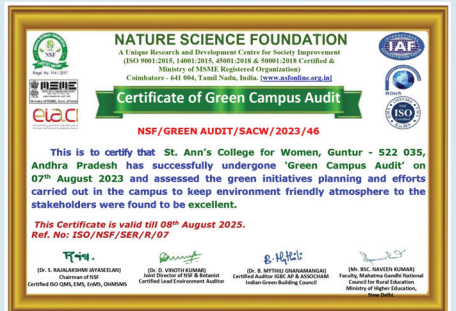 NATURE SCIENCE FOUNDATION
A Unique Research and Development Centre for Society Improvement
(ISO 9001:2015, 14001:2015, 45001:2018 & 50001:2018 Certified &
Ministry of MSME Registered Organization)
Coimbatore - 641 004, Tamil Nadu, India. [www.nsfonline.org.in]
NSF
IAF
MSME
ROHS
eiaci
ISO
Certificate of Green Campus Audit
NSF/GREEN AUDIT/SACW/2023/46
This is to certify that St. Ann's College for Women, Guntur - 522 035,
Andhra Pradesh has successfully undergone 'Green Campus Audit' on
07th August 2023 and assessed the green initiatives planning and efforts
carried out in the campus to keep environment friendly atmosphere to the
stakeholders were found to be excellent.
This Certificate is valid till 08th August 2025.
Ref. No: ISO/NSF/SER/R/07
(Dr. S. RAJALAKSHMI JAYASEELAN)
Chairman of NSF
Certified ISO QMS, EMS, EnMS, OHMSMS
(Dr. D. VINOTH KUMAR)
Joint Director of NSF & Botanist
Certified Lead Environment Auditor
(Dr. B. MYTHILI GNANAMANGAI)
Certified Auditor IGBC AP & ASSOCHAM
Indian Green Building Council
(Mr. BSC. NAVEEN KUMAR)
Faculty, Mahatma Gandhi National
Council for Rural Education
Ministry of Higher Education,
New Delhi.